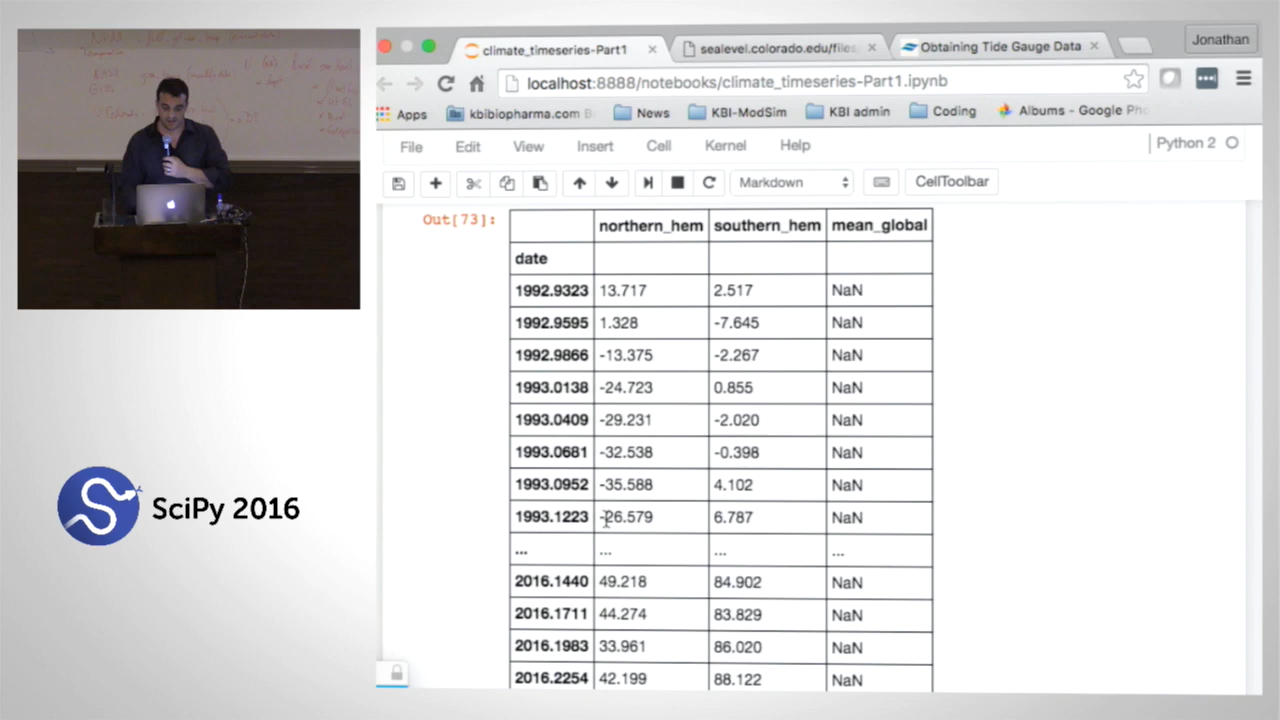 Jonathan
climate_timeseries-Part1
sealevel.colorado.edu/files
Obtaining Tide Gauge Data
localhost:8888/notebooks/climate_timeseries-Part1.ipynb
Apps kbibiopharma.com News KBI-ModSim KBI admin Coding Albums - Google Pho
File Edit View Insert Cell Kernel Help Python 2
Markdown CellToolbar
Out[73]:
northern_hem southern_hem mean_global
date
1992.9323 13.717 2.517 NaN
1992.9595 1.328 -7.645 NaN
1992.9866 -13.375 -2.267 NaN
1993.0138 -24.723 0.855 NaN
1993.0409 -29.231 -2.020 NaN
1993.0681 -32.538 -0.398 NaN
1993.0952 -35.588 4.102 NaN
1993.1223 -26.579 6.787 NaN
... ... ... ...
2016.1440 49.218 84.902 NaN
2016.1711 44.274 83.829 NaN
2016.1983 33.961 86.020 NaN
2016.2254 42.199 88.122 NaN
SciPy 2016